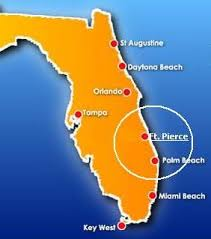 St Augustine
Daytona Beach
Orlando
Tampa
Ft. Pierce
Palm Beach
Miami Beach
Key West